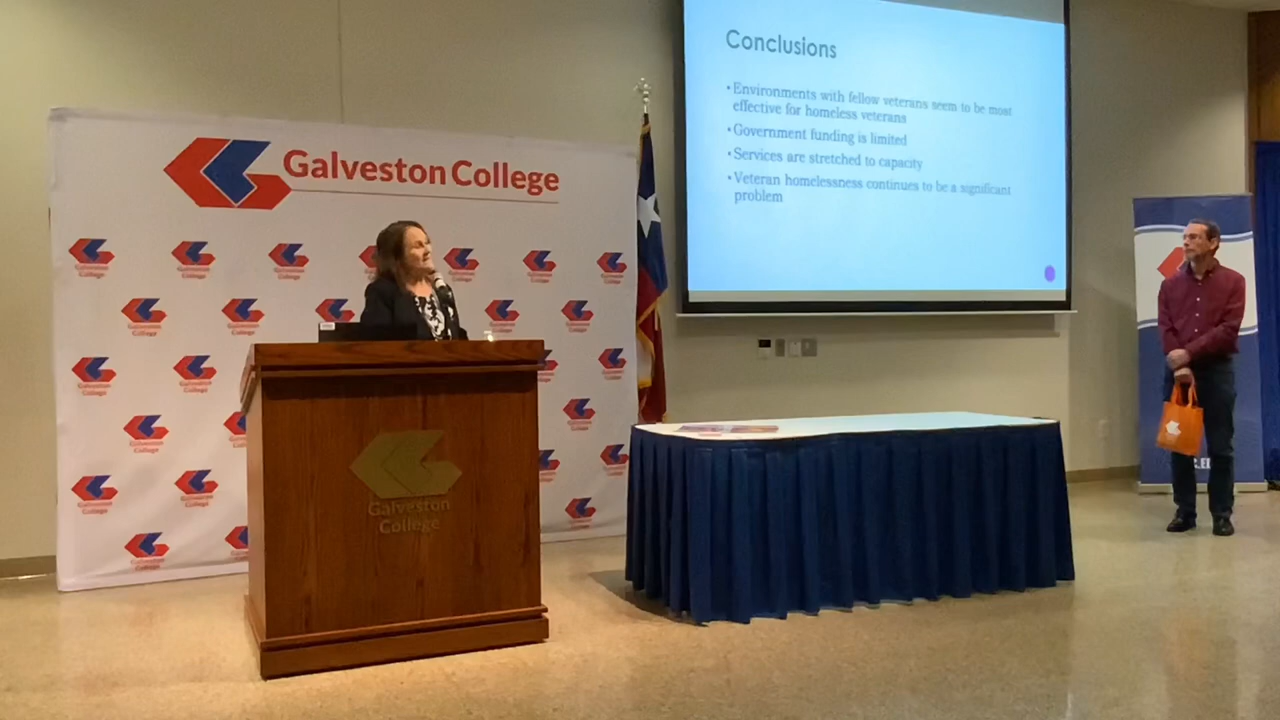 Conclusions
• Environments with fellow veterans seem to be most
effective for homeless veterans
• Government funding is limited
• Services are stretched to capacity
• Veteran homelessness continues to be a significant
problem
Galveston College
Galveston
College